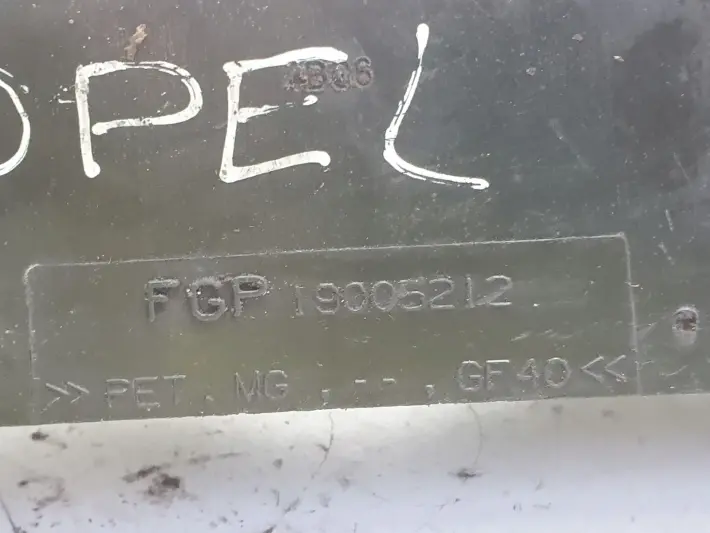 OPEL
4B06
FGP 19005212
>> PET . MG , -- , GF40 <<